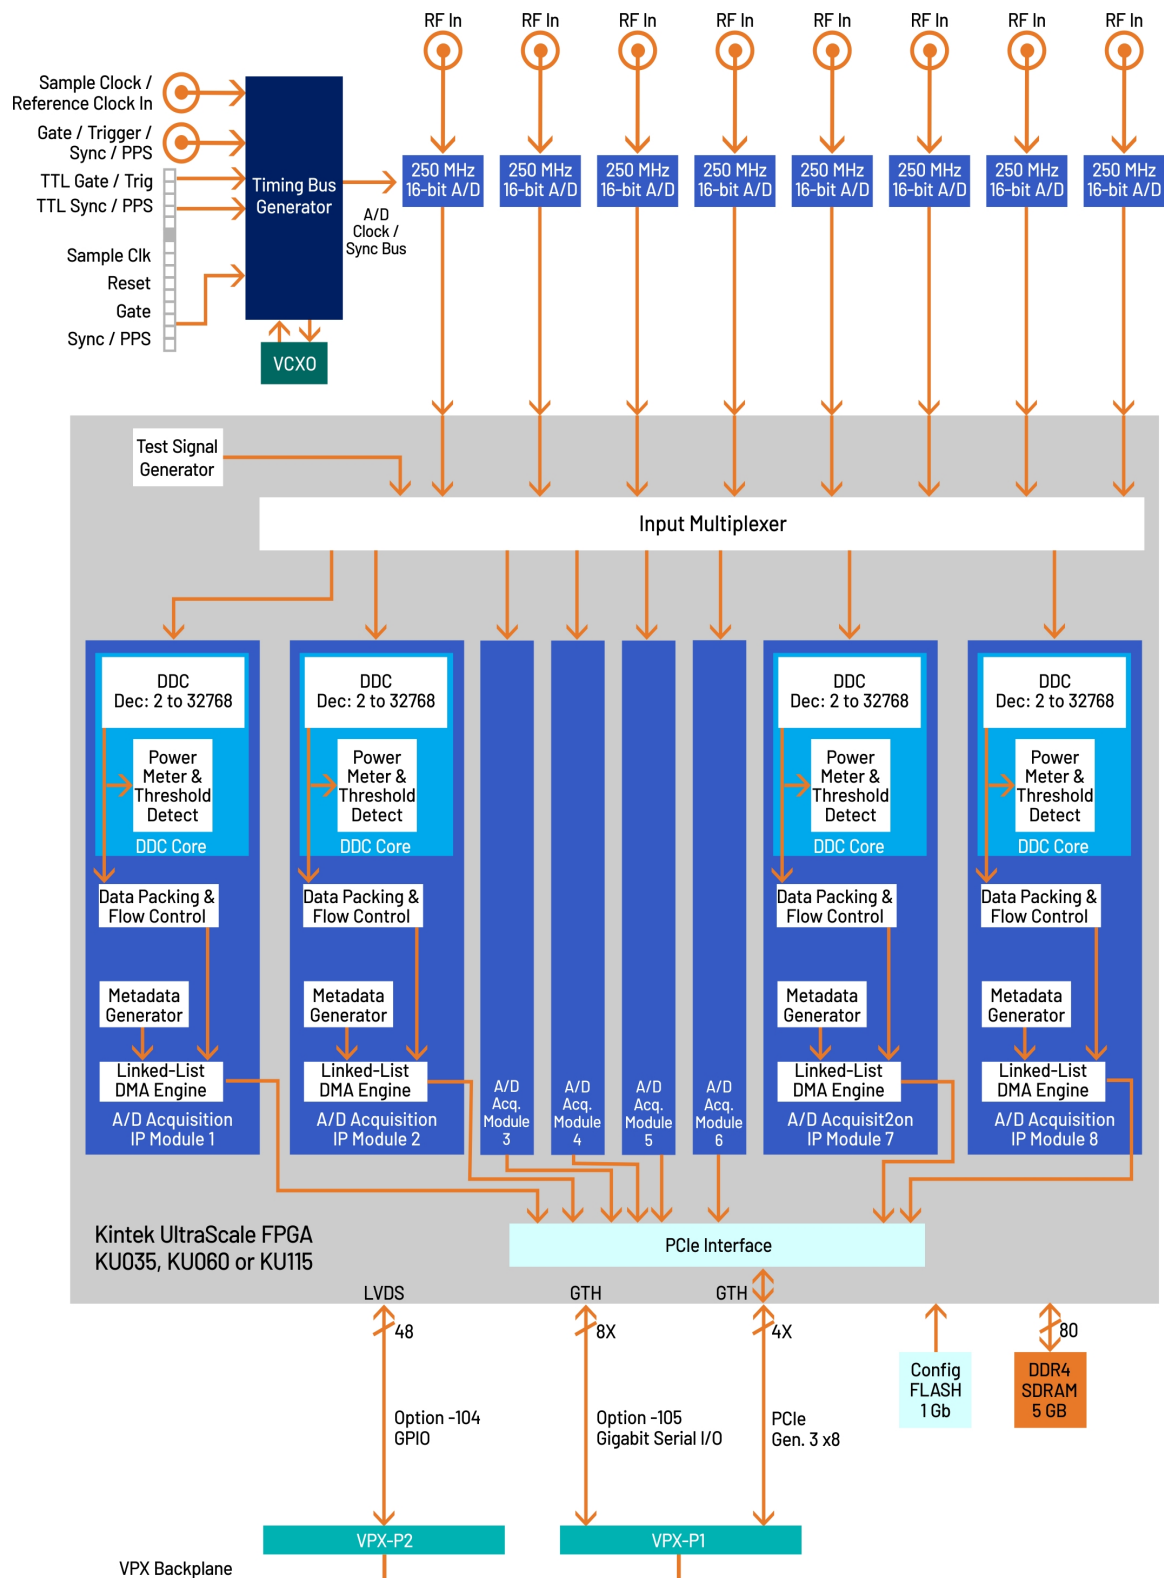 RF In
RF In
RF In
RF In
RF In
RF In
RF In
RF In
Sample Clock /
Reference Clock In
Gate / Trigger /
Sync / PPS
TTL Gate / Trig
TTL Sync / PPS
Sample Clk
Reset
Gate
Sync / PPS
Timing Bus
Generator
VCXO
A/D
Clock /
Sync Bus
250 MHz
16-bit A/D
250 MHz
16-bit A/D
250 MHz
16-bit A/D
250 MHz
16-bit A/D
250 MHz
16-bit A/D
250 MHz
16-bit A/D
250 MHz
16-bit A/D
250 MHz
16-bit A/D
Test Signal
Generator
Input Multiplexer
DDC
Dec: 2 to 32768
Power
Meter &
Threshold
Detect
DDC Core
Data Packing &
Flow Control
Metadada
Generator
Linked-List
DMA Engine
A/D Acquisition
IP Module 1
DDC
Dec: 2 to 32768
Power
Meter &
Threshold
Detect
DDC Core
Data Packing &
Flow Control
Metadada
Generator
Linked-List
DMA Engine
A/D Acquisition
IP Module 2
A/D
Acq.
Module
3
A/D
Acq.
Module
4
A/D
Acq.
Module
5
A/D
Acq.
Module
6
DDC
Dec: 2 to 32768
Power
Meter &
Threshold
Detect
DDC Core
Data Packing &
Flow Control
Metadada
Generator
Linked-List
DMA Engine
A/D Acquisit2on
IP Module 7
DDC
Dec: 2 to 32768
Power
Meter &
Threshold
Detect
DDC Core
Data Packing &
Flow Control
Metadada
Generator
Linked-List
DMA Engine
A/D Acquisition
IP Module 8
Kintek UltraScale FPGA
KU035, KU060 or KU115
PCIe Interface
LVDS
GTH
GTH
48
8X
4X
80
Config
FLASH
1 Gb
DDR4
SDRAM
5 GB
Option -104
GPIO
Option -105
Gigabit Serial I/O
PCIe
Gen. 3 x8
VPX-P2
VPX-P1
VPX Backplane